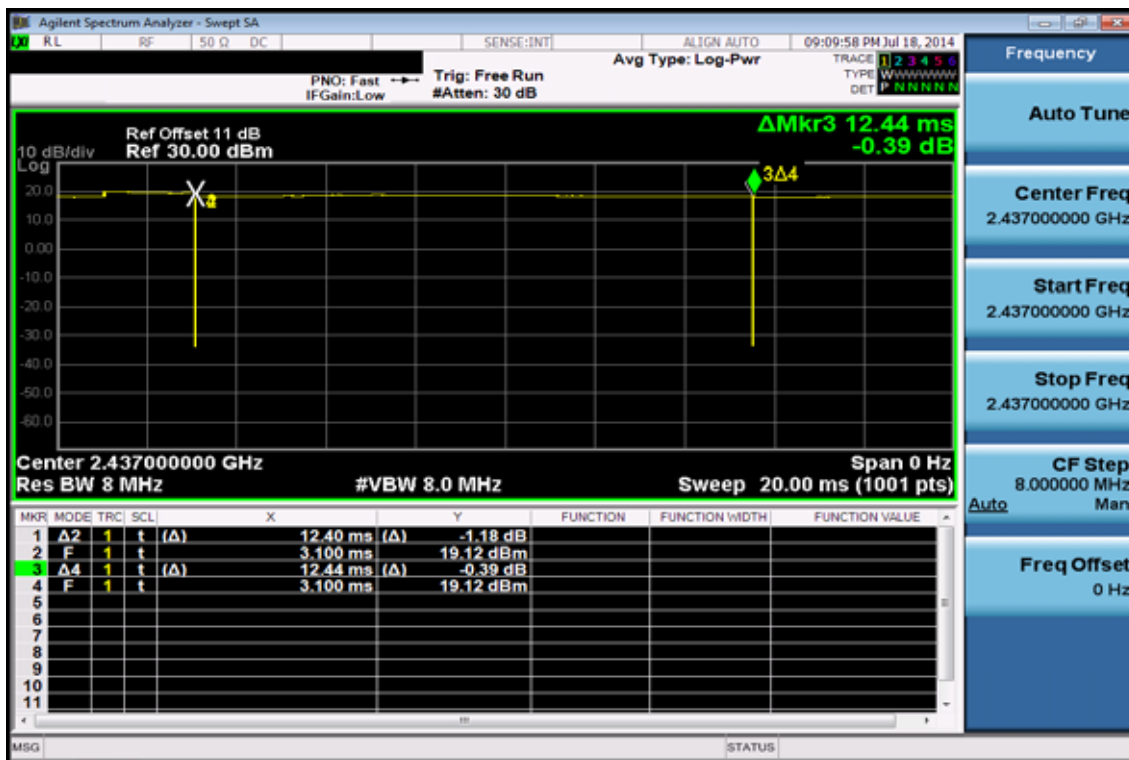 Agilent Spectrum Analyzer - Swept SA
LXI RL RF 50 Ω DC SENSE:INT ALIGN AUTO 09:09:58 PM Jul 18, 2014
Frequency
PNO: Fast
IFGain:Low
Trig: Free Run
#Atten: 30 dB
Avg Type: Log-Pwr
TRACE 1 2 3 4 5 6
TYPE WWWWWW
DET P N N N N N
Auto Tune
10 dB/div
Log
Ref Offset 11 dB
Ref 30.00 dBm
ΔMkr3 12.44 ms
-0.39 dB
3Δ4
20.0
10.0
0.00
-10.0
-20.0
-30.0
-40.0
-50.0
-60.0
Center Freq
2.437000000 GHz
Start Freq
2.437000000 GHz
Stop Freq
2.437000000 GHz
Center 2.437000000 GHz Span 0 Hz
Res BW 8 MHz #VBW 8.0 MHz Sweep 20.00 ms (1001 pts)
CF Step
8.000000 MHz
Auto Man
Freq Offset
0 Hz
MKR MODE TRC SCL X Y FUNCTION FUNCTION WIDTH FUNCTION VALUE
1 Δ2 1 t (Δ) 12.40 ms (Δ) -1.18 dB
2 F 1 t 3.100 ms 19.12 dBm
3 Δ4 1 t (Δ) 12.44 ms (Δ) -0.39 dB
4 F 1 t 3.100 ms 19.12 dBm
5
6
7
8
9
10
11
MSG STATUS